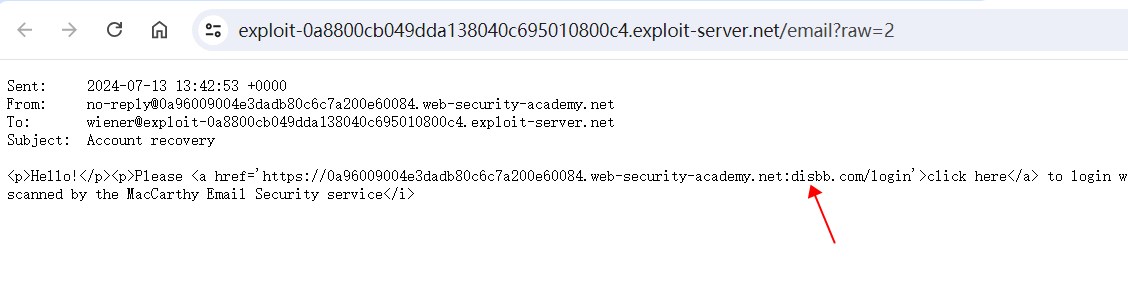 exploit-0a8800cb049dda138040c695010800c4.exploit-server.net/email?raw=2
Sent: 2024-07-13 13:42:53 +0000
From: no-reply@0a96009004e3dadb80c6c7a200e60084.web-security-academy.net
To: wiener@exploit-0a8800cb049dda138040c695010800c4.exploit-server.net
Subject: Account recovery
<p>Hello!</p><p>Please <a href='https://0a96009004e3dadb80c6c7a200e60084.web-security-academy.net:disbb.com/login'>click here</a> to login w
scanned by the MacCarthy Email Security service</i>